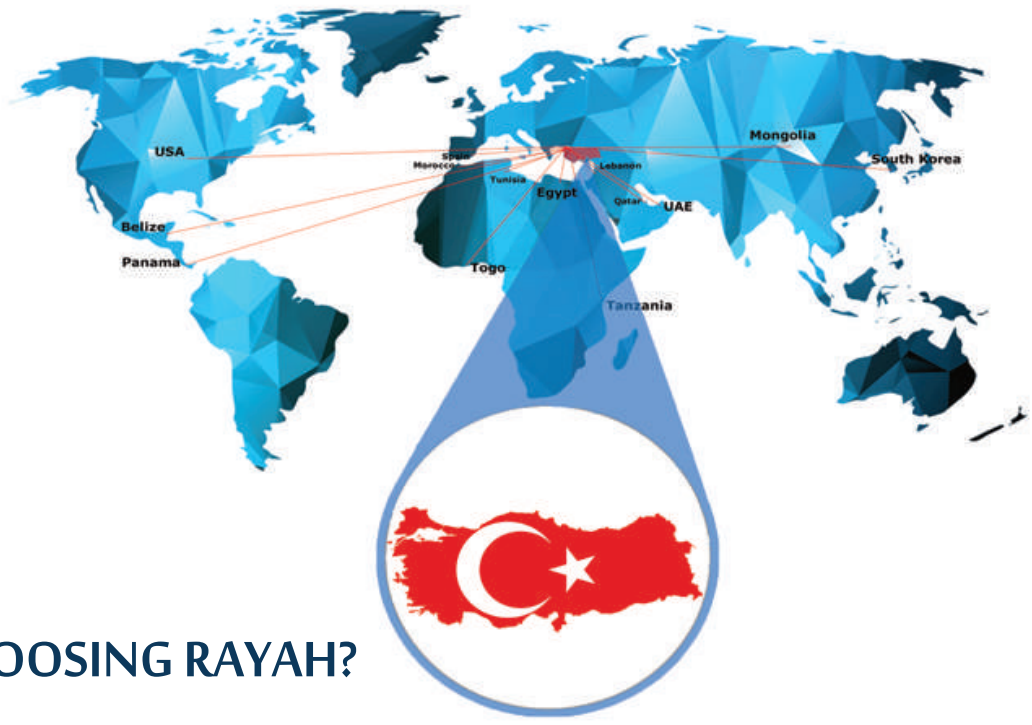 Mongolia
USA
Spain
South Korea
Morocco
Lebanon
Tunisia
Egypt
Qatar
UAE
Belize
Panama
Togo
Tanzania
OOSING RAYAH?